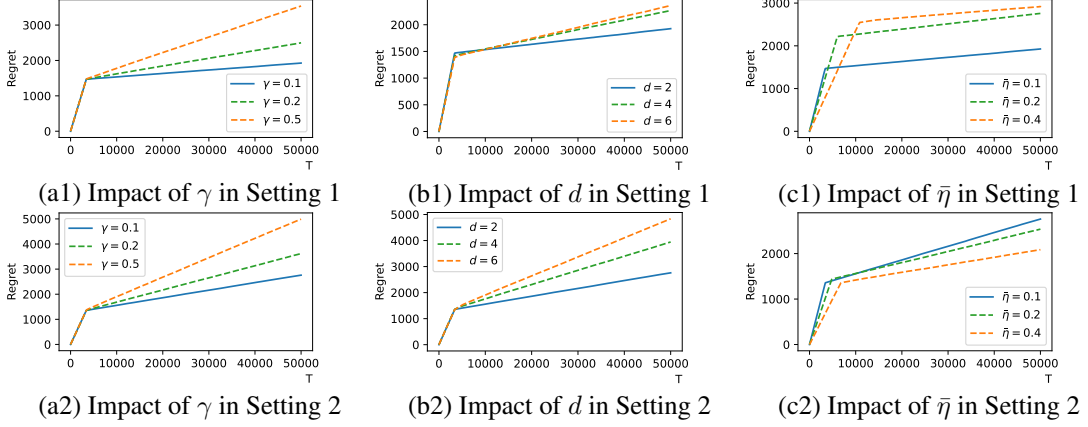 Regret
3000
2000
1000
0
γ = 0.1
γ = 0.2
γ = 0.5
0 10000 20000 30000 40000 50000
T
(a1) Impact of γ in Setting 1
Regret
2000
1500
1000
500
0
d = 2
d = 4
d = 6
0 10000 20000 30000 40000 50000
T
(b1) Impact of d in Setting 1
Regret
3000
2000
1000
0
η̄ = 0.1
η̄ = 0.2
η̄ = 0.4
0 10000 20000 30000 40000 50000
T
(c1) Impact of η̄ in Setting 1
Regret
5000
4000
3000
2000
1000
0
γ = 0.1
γ = 0.2
γ = 0.5
0 10000 20000 30000 40000 50000
T
(a2) Impact of γ in Setting 2
Regret
5000
4000
3000
2000
1000
0
d = 2
d = 4
d = 6
0 10000 20000 30000 40000 50000
T
(b2) Impact of d in Setting 2
Regret
2000
1000
0
η̄ = 0.1
η̄ = 0.2
η̄ = 0.4
0 10000 20000 30000 40000 50000
T
(c2) Impact of η̄ in Setting 2